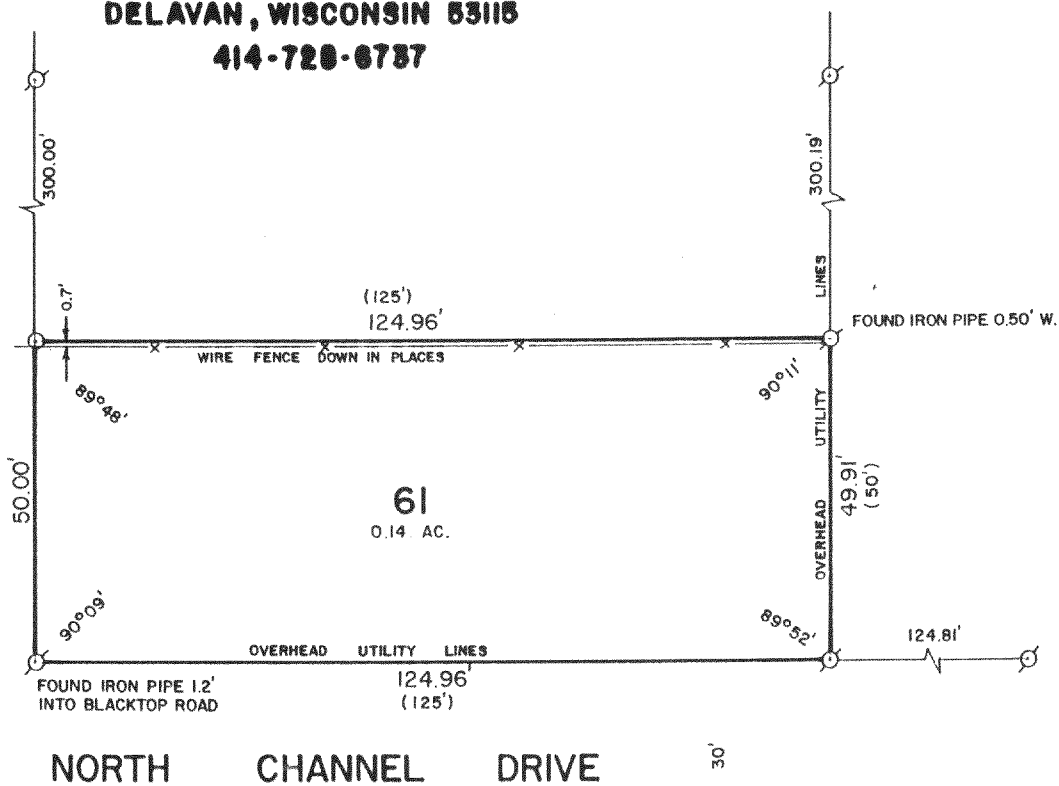 DELAVAN, WISCONSIN 53115
414-728-6737
300.00'
300.19'
0.7'
(125')
124.96'
LINES
FOUND IRON PIPE 0.50' W.
WIRE FENCE DOWN IN PLACES
89°48'
90°11'
UTILITY
50.00'
49.91'
(50')
61
0.14 AC.
OVERHEAD
90°09'
89°52'
124.81'
OVERHEAD UTILITY LINES
FOUND IRON PIPE 1.2'
INTO BLACKTOP ROAD
124.96'
(125')
30'
NORTH CHANNEL DRIVE